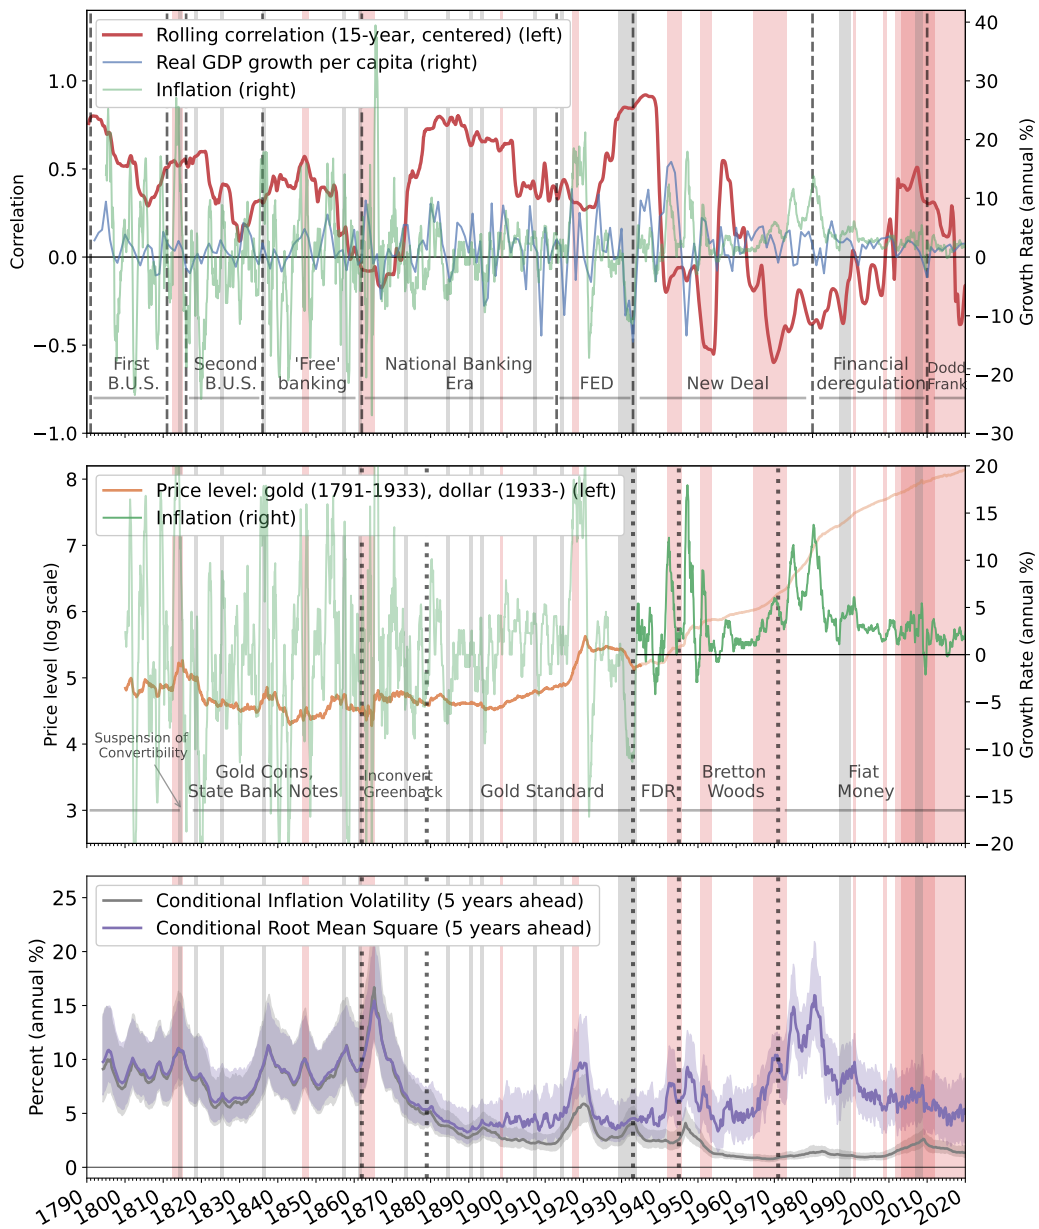 Rolling correlation (15-year, centered) (left)
Real GDP growth per capita (right)
Inflation (right)
1.0
0.5
0.0
−0.5
−1.0
Correlation
40
30
20
10
0
−10
−20
−30
Growth Rate (annual %)
First
B.U.S.
Second
B.U.S.
'Free'
banking
National Banking
Era
FED
New Deal
Financial
deregulation
Dodd-
Frank
Price level: gold (1791-1933), dollar (1933-) (left)
Inflation (right)
8
7
6
5
4
3
Price level (log scale)
20
15
10
5
0
−5
−10
−15
−20
Growth Rate (annual %)
Suspension of
Convertibility
Gold Coins,
State Bank Notes
Inconvert
Greenback
Gold Standard
FDR
Bretton
Woods
Fiat
Money
Conditional Inflation Volatility (5 years ahead)
Conditional Root Mean Square (5 years ahead)
25
20
15
10
5
0
Percent (annual %)
1790
1800
1810
1820
1830
1840
1850
1860
1870
1880
1890
1900
1910
1920
1930
1940
1950
1960
1970
1980
1990
2000
2010
2020